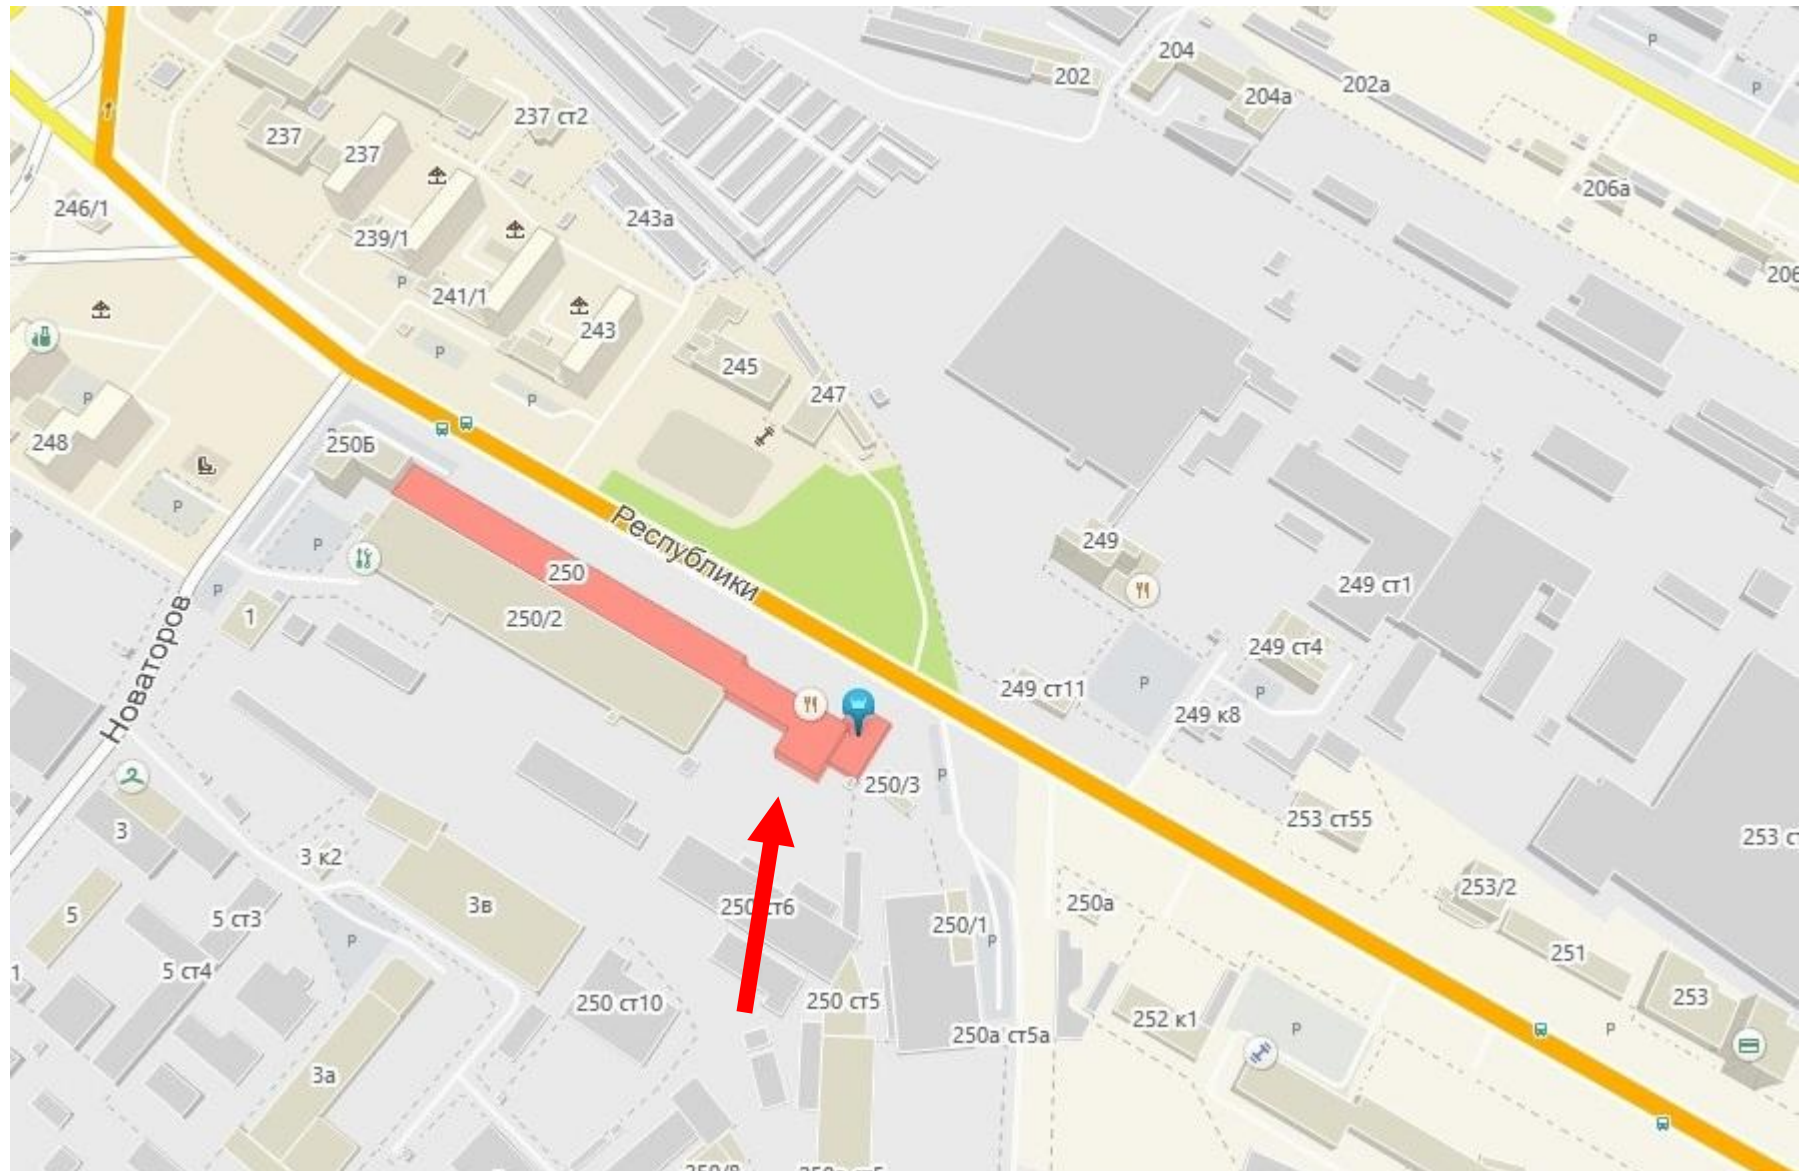 202
204
204а
202а
P
P
237 ст2
237
237
246/1
239/1
243а
206а
P
241/1
243
P
245
P
247
P
248
250Б
P
P
Республики
249
250
250/2
1
P
249 ст1
249 ст4
249 ст11
P
P
249 к8
Новаторов
250/3
P
3
3 к2
253 ст55
253/2
5
5 ст3
3в
250 ст6
250/1
250а
P
P
251
5 ст4
250 ст10
250 ст5
250а ст5а
252 к1
P
P
253
3а